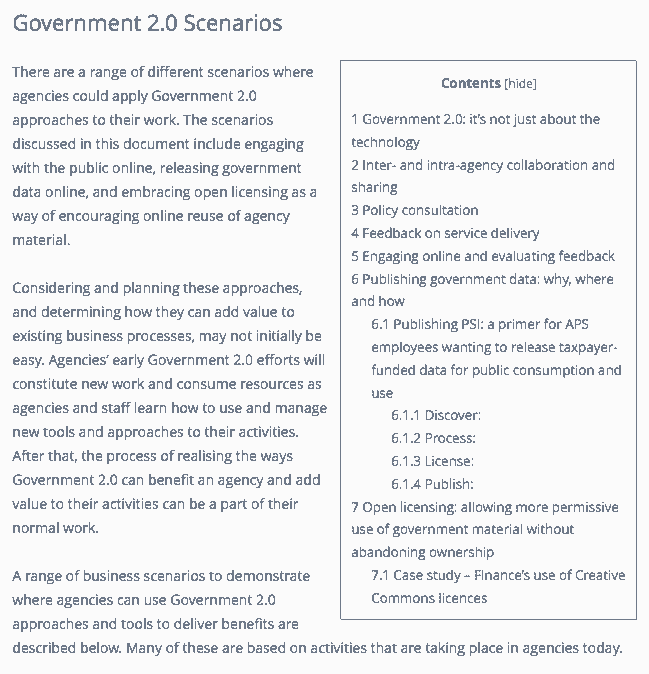 Government 2.0 Scenarios
There are a range of different scenarios where
agencies could apply Government 2.0
approaches to their work. The scenarios
discussed in this document include engaging
with the public online, releasing government
data online, and embracing open licensing as a
way of encouraging online reuse of agency
material.
Considering and planning these approaches,
and determining how they can add value to
existing business processes, may not initially be
easy. Agencies’ early Government 2.0 efforts will
constitute new work and consume resources as
agencies and staff learn how to use and manage
new tools and approaches to their activities.
After that, the process of realising the ways
Government 2.0 can benefit an agency and add
value to their activities can be a part of their
normal work.
A range of business scenarios to demonstrate
where agencies can use Government 2.0
approaches and tools to deliver benefits are
described below. Many of these are based on activities that are taking place in agencies today.
Contents [hide]
1 Government 2.0: it’s not just about the
technology
2 Inter- and intra-agency collaboration and
sharing
3 Policy consultation
4 Feedback on service delivery
5 Engaging online and evaluating feedback
6 Publishing government data: why, where
and how
6.1 Publishing PSI: a primer for APS
employees wanting to release taxpayer-
funded data for public consumption and
use
6.1.1 Discover:
6.1.2 Process:
6.1.3 License:
6.1.4 Publish:
7 Open licensing: allowing more permissive
use of government material without
abandoning ownership
7.1 Case study – Finance’s use of Creative
Commons licences